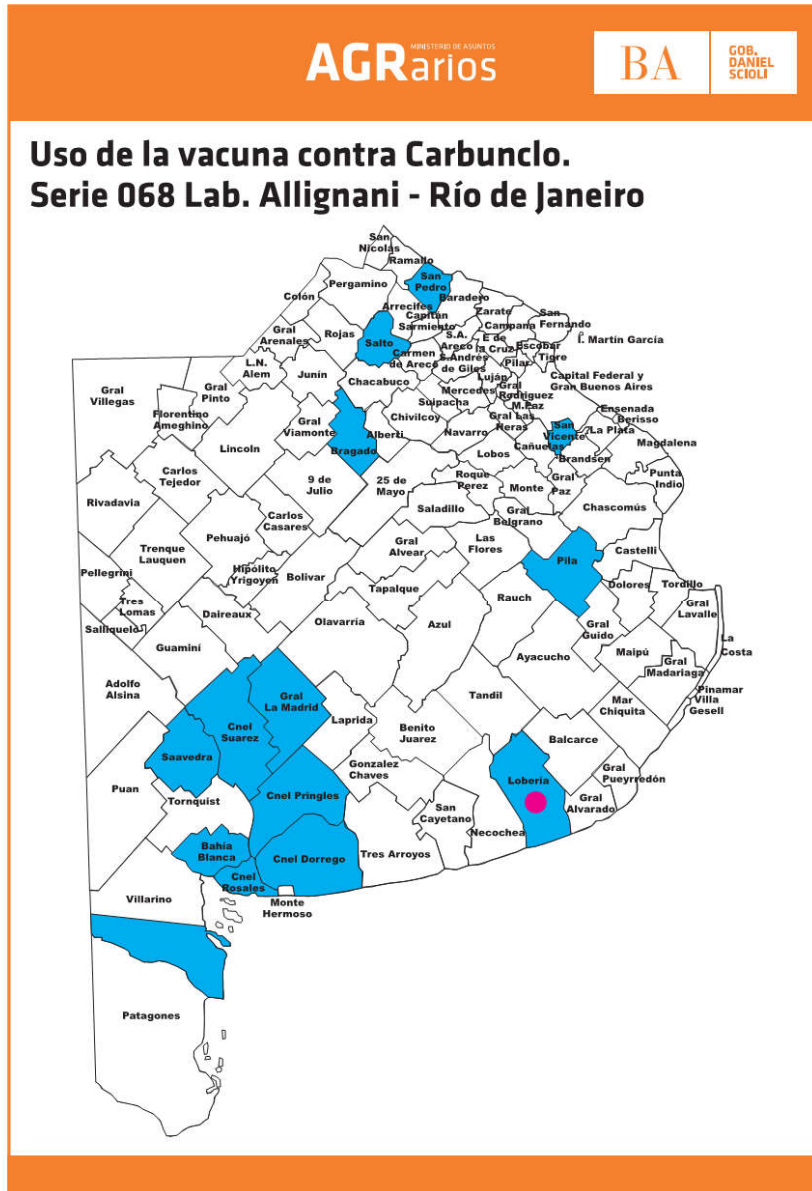 MINISTERIO DE ASUNTOS
AGRarios
BA
GOB.
DANIEL
SCIOLI
Uso de la vacuna contra Carbunclo.
Serie 068 Lab. Allignani - Río de Janeiro
San
Nicolas
Ramallo
San
Pedro
Baradero
Pergamino
Colón
Arrecifes
Capitán
Sarmiento
Zarate
Campana
San
Fernando
I. Martín García
Gral
Arenales
Rojas
Salto
Carmen
de Areco
S.A.
Areco
S.Andrés
de Giles
E de
la Cruz
Escobar
Tigre
Pilar
L.N.
Alem
Junín
Chacabuco
Luján
Mercedes
Gral
Rodriguez
M.Paz
Capital Federal y
Gran Buenos Aires
Gral
Villegas
Gral
Pinto
Florentino
Ameghino
Gral
Viamonte
Bragado
Alberti
Chivilcoy
Suipacha
Navarro
Gral Las
Heras
San
Vicente
Cañuelas
Ensenada
Berisso
La Plata
Brandsen
Magdalena
Lincoln
Lobos
Carlos
Tejedor
9 de
Julio
25 de
Mayo
Roque
Perez
Monte
Gral
Paz
Punta
Indio
Rivadavia
Saladillo
Gral
Belgrano
Chascomús
Carlos
Casares
Pehuajó
Trenque
Lauquen
Gral
Alvear
Las
Flores
Pila
Castelli
Pellegrini
Hipólito
Yrigoyen
Bolivar
Tapalque
Rauch
Dolores
Tordillo
Tres
Lomas
Salliquelo
Daireaux
Olavarría
Azul
Gral
Lavalle
Gral
Guido
La
Costa
Guaminí
Ayacucho
Maipú
Gral
Madariaga
Adolfo
Alsina
Gral
La Madrid
Tandil
Pinamar
Villa
Gesell
Mar
Chiquita
Cnel
Suarez
Laprida
Benito
Juarez
Balcarce
Saavedra
Gonzalez
Chaves
Gral
Pueyrredón
Puan
Tornquist
Cnel Pringles
Lobería
Gral
Alvarado
San
Cayetano
Necochea
Bahía
Blanca
Cnel Dorrego
Tres Arroyos
Cnel
Rosales
Monte
Hermoso
Villarino
Patagones